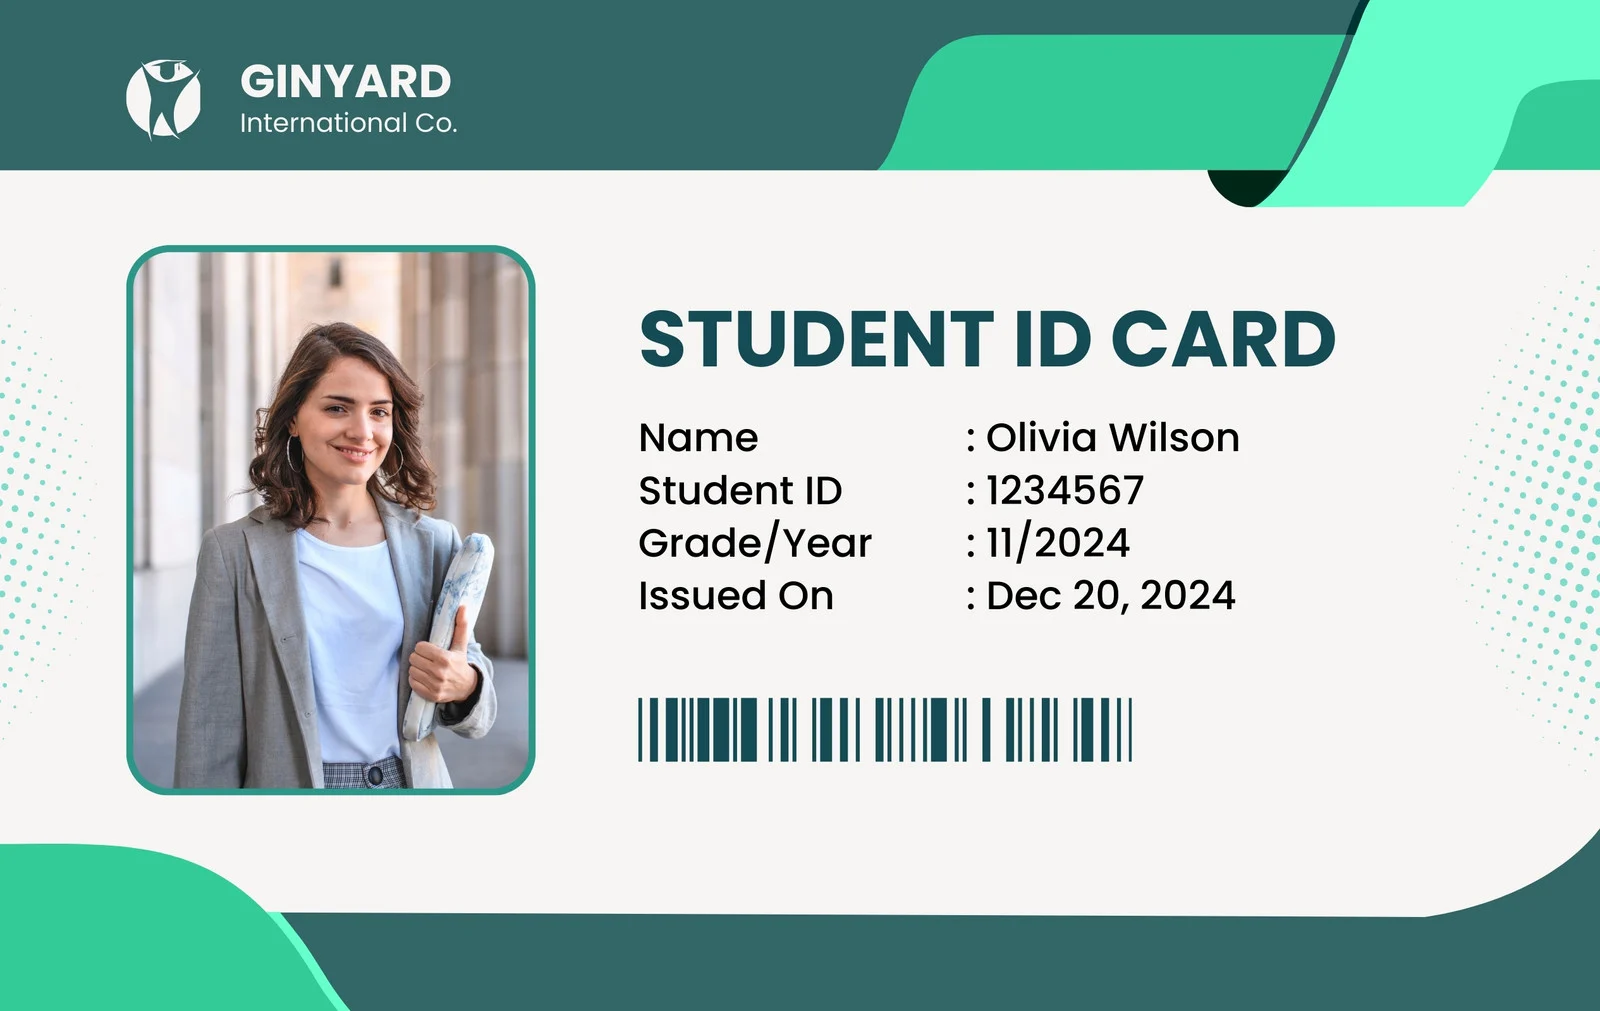 GINYARD
International Co.
STUDENT ID CARD
Name : Olivia Wilson
Student ID : 1234567
Grade/Year : 11/2024
Issued On : Dec 20, 2024